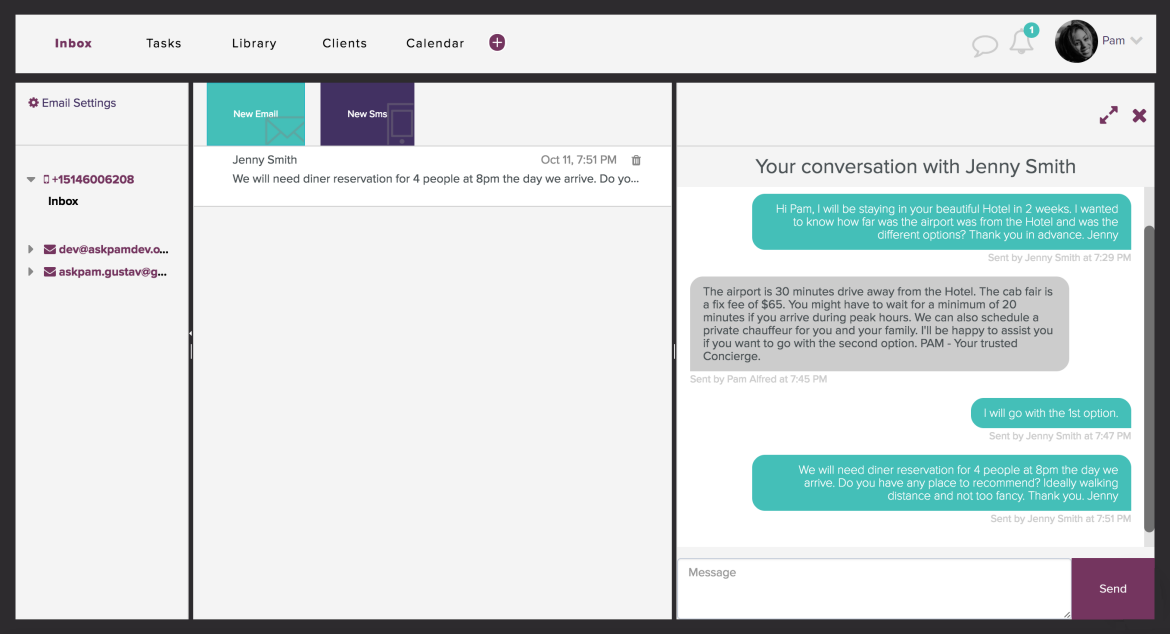 Inbox
Tasks
Library
Clients
Calendar
1
Pam
Email Settings
+15146006208
Inbox
dev@askpamdev.o...
askpam.gustav@g...
New Email
New Sms
Jenny Smith
Oct 11, 7:51 PM
We will need diner reservation for 4 people at 8pm the day we arrive. Do yo...
Your conversation with Jenny Smith
Hi Pam, I will be staying in your beautiful Hotel in 2 weeks. I wanted
to know how far was the airport was from the Hotel and was the
different options? Thank you in advance. Jenny
Sent by Jenny Smith at 7:29 PM
The airport is 30 minutes drive away from the Hotel. The cab fair is
a fix fee of $65. You might have to wait for a minimum of 20
minutes if you arrive during peak hours. We can also schedule a
private chauffeur for you and your family. I'll be happy to assist you
if you want to go with the second option. PAM - Your trusted
Concierge.
Sent by Pam Alfred at 7:45 PM
I will go with the 1st option.
Sent by Jenny Smith at 7:47 PM
We will need diner reservation for 4 people at 8pm the day we
arrive. Do you have any place to recommend? Ideally walking
distance and not too fancy. Thank you. Jenny
Sent by Jenny Smith at 7:51 PM
Message
Send